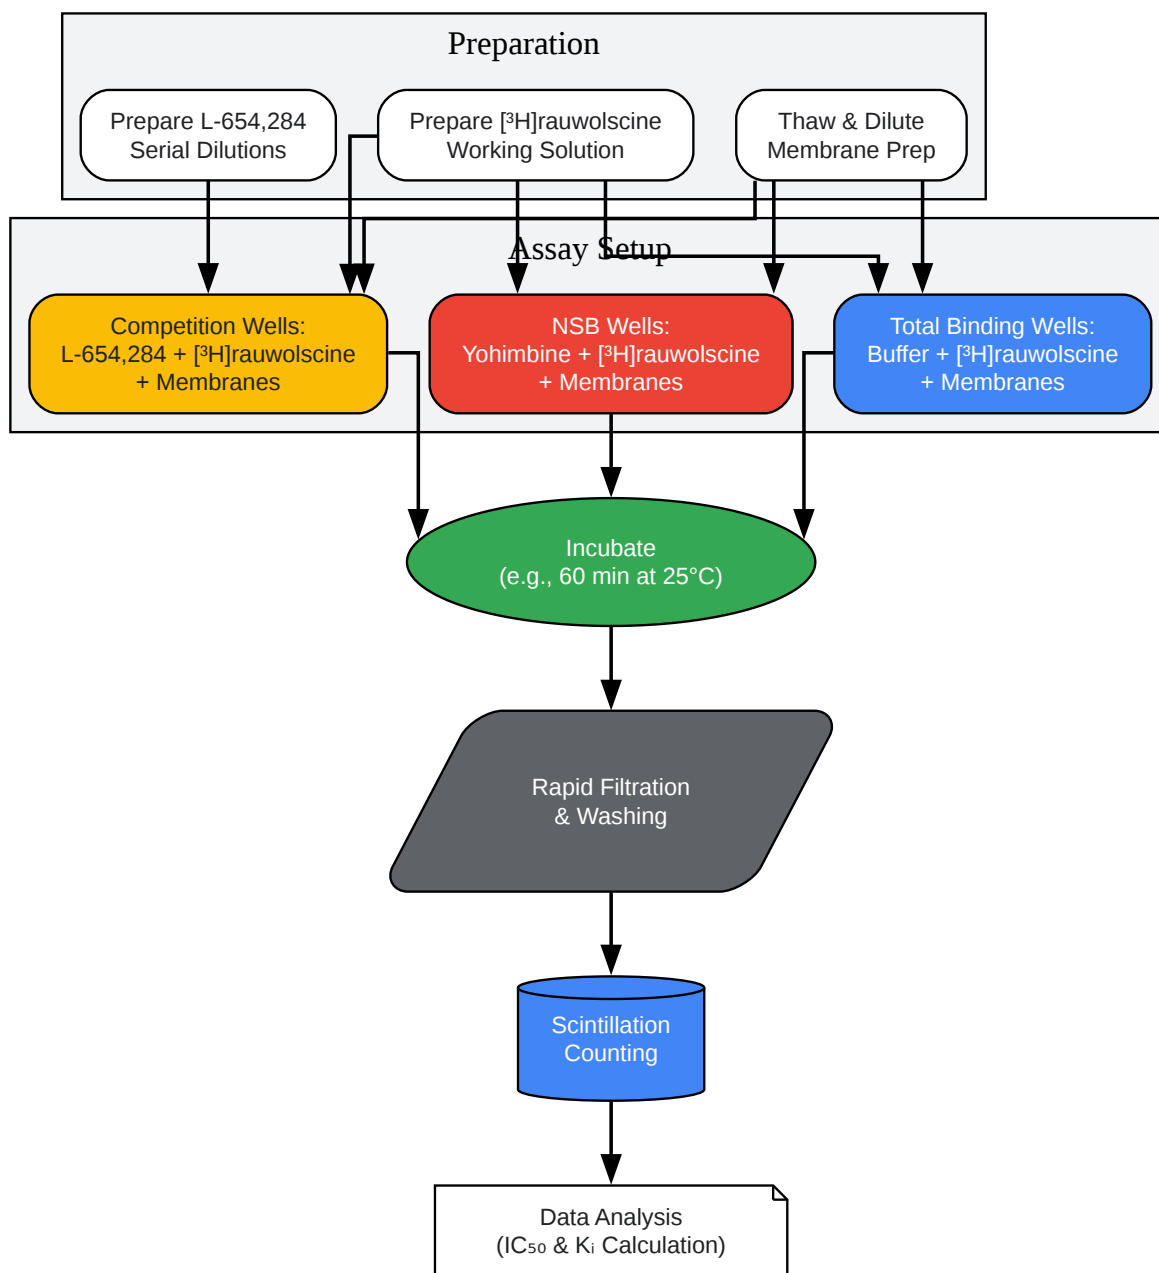 Preparation
Prepare L-654,284
Serial Dilutions
Prepare [³H]rauwolscine
Working Solution
Thaw & Dilute
Membrane Prep
Assay Setup
Competition Wells:
L-654,284 + [³H]rauwolscine
+ Membranes
NSB Wells:
Yohimbine + [³H]rauwolscine
+ Membranes
Total Binding Wells:
Buffer + [³H]rauwolscine
+ Membranes
Incubate
(e.g., 60 min at 25°C)
Rapid Filtration
& Washing
Scintillation
Counting
Data Analysis
(IC₅₀ & Kᵢ Calculation)